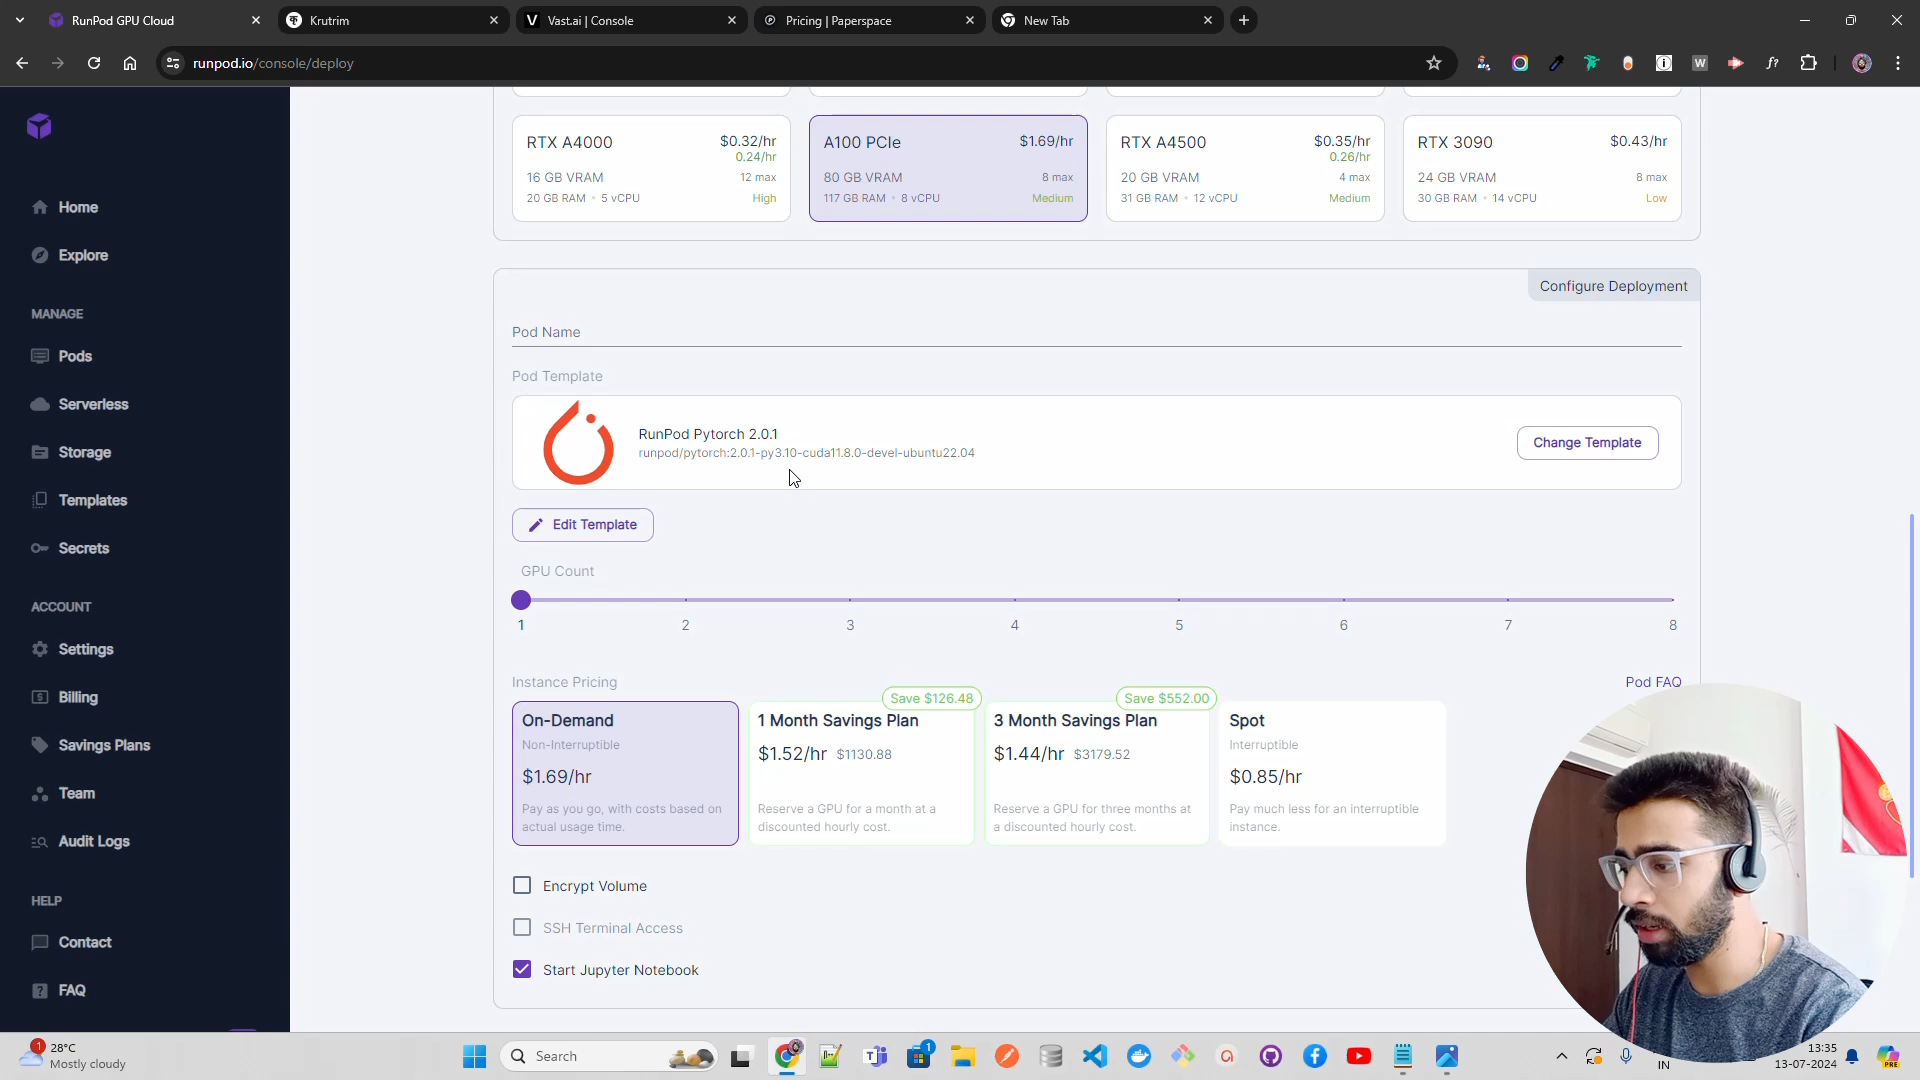 RunPod GPU Cloud
Krutrim
Vast.ai | Console
Pricing | Paperspace
New Tab
runpod.io/console/deploy
Home
Explore
MANAGE
Pods
Serverless
Storage
Templates
Secrets
ACCOUNT
Settings
Billing
Savings Plans
Team
Audit Logs
HELP
Contact
FAQ
RTX A4000 $0.32/hr
0.24/hr
16 GB VRAM 12 max
20 GB RAM • 5 vCPU High
A100 PCIe $1.69/hr
80 GB VRAM 8 max
117 GB RAM • 8 vCPU Medium
RTX A4500 $0.35/hr
0.26/hr
20 GB VRAM 4 max
31 GB RAM • 12 vCPU Medium
RTX 3090 $0.43/hr
24 GB VRAM 8 max
30 GB RAM • 14 vCPU Low
Configure Deployment
Pod Name
Pod Template
RunPod Pytorch 2.0.1
runpod/pytorch:2.0.1-py3.10-cuda11.8.0-devel-ubuntu22.04
Change Template
Edit Template
GPU Count
1 2 3 4 5 6 7 8
Instance Pricing
Pod FAQ
On-Demand
Non-Interruptible
$1.69/hr
Pay as you go, with costs based on
actual usage time.
Save $126.48
1 Month Savings Plan
$1.52/hr $1130.88
Reserve a GPU for a month at a
discounted hourly cost.
Save $552.00
3 Month Savings Plan
$1.44/hr $3179.52
Reserve a GPU for three months at
a discounted hourly cost.
Spot
Interruptible
$0.85/hr
Pay much less for an interruptible
instance.
Encrypt Volume
SSH Terminal Access
Start Jupyter Notebook
1
28°C
Mostly cloudy
Search
1
IN
13:35
13-07-2024
PRE